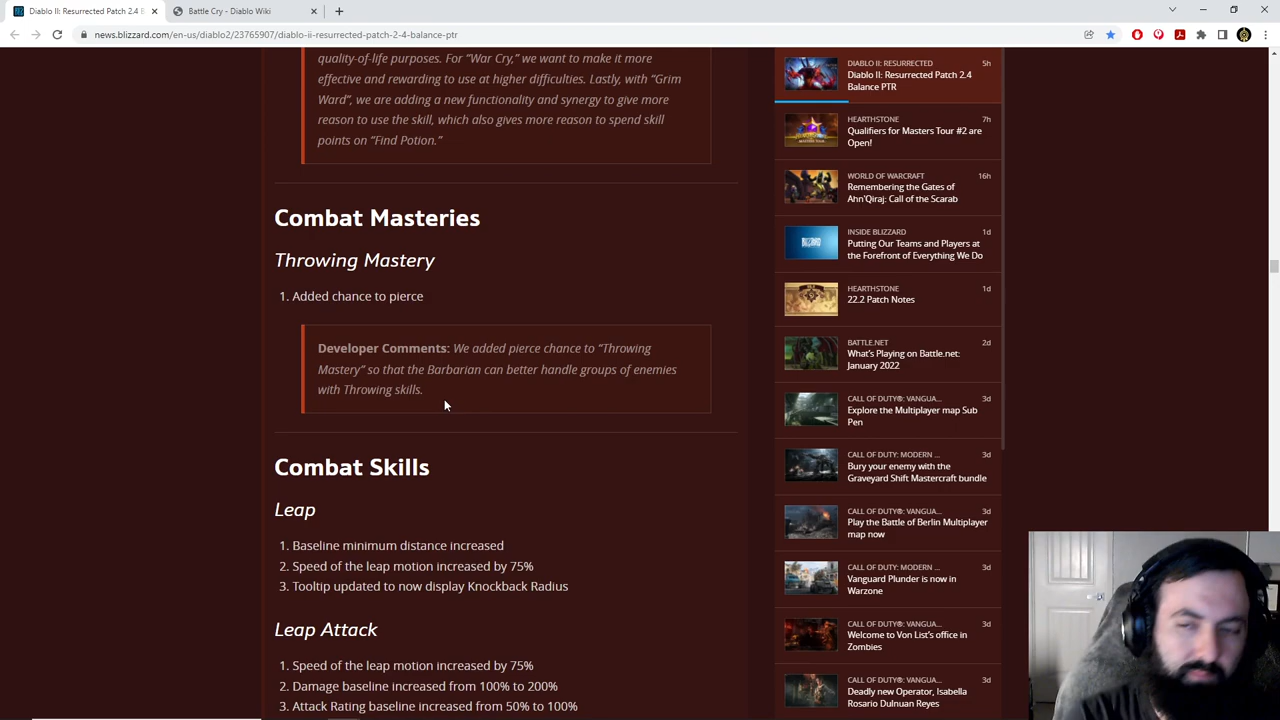 Diablo II: Resurrected Patch 2.4 B
Battle Cry - Diablo Wiki
news.blizzard.com/en-us/diablo2/23765907/diablo-ii-resurrected-patch-2-4-balance-ptr
quality-of-life purposes. For “War Cry,” we want to make it more
effective and rewarding to use at higher difficulties. Lastly, with “Grim
Ward”, we are adding a new functionality and synergy to give more
reason to use the skill, which also gives more reason to spend skill
points on “Find Potion.”
Combat Masteries
Throwing Mastery
1. Added chance to pierce
Developer Comments: We added pierce chance to “Throwing
Mastery” so that the Barbarian can better handle groups of enemies
with Throwing skills.
Combat Skills
Leap
1. Baseline minimum distance increased
2. Speed of the leap motion increased by 75%
3. Tooltip updated to now display Knockback Radius
Leap Attack
1. Speed of the leap motion increased by 75%
2. Damage baseline increased from 100% to 200%
3. Attack Rating baseline increased from 50% to 100%
DIABLO II: RESURRECTED 5h
Diablo II: Resurrected Patch 2.4
Balance PTR
HEARTHSTONE 7h
Qualifiers for Masters Tour #2 are
Open!
WORLD OF WARCRAFT 16h
Remembering the Gates of
Ahn'Qiraj: Call of the Scarab
INSIDE BLIZZARD 1d
Putting Our Teams and Players at
the Forefront of Everything We Do
HEARTHSTONE 1d
22.2 Patch Notes
BATTLE.NET 2d
What’s Playing on Battle.net:
January 2022
CALL OF DUTY®: VANGUA... 3d
Explore the Multiplayer map Sub
Pen
CALL OF DUTY: MODERN ... 3d
Bury your enemy with the
Graveyard Shift Mastercraft bundle
CALL OF DUTY®: VANGUA... 3d
Play the Battle of Berlin Multiplayer
map now
CALL OF DUTY: MODERN ... 3d
Vanguard Plunder is now in
Warzone
CALL OF DUTY®: VANGUA... 3d
Welcome to Von List’s office in
Zombies
CALL OF DUTY®: VANGUA... 3d
Deadly new Operator, Isabella
Rosario Dulnuan Reyes